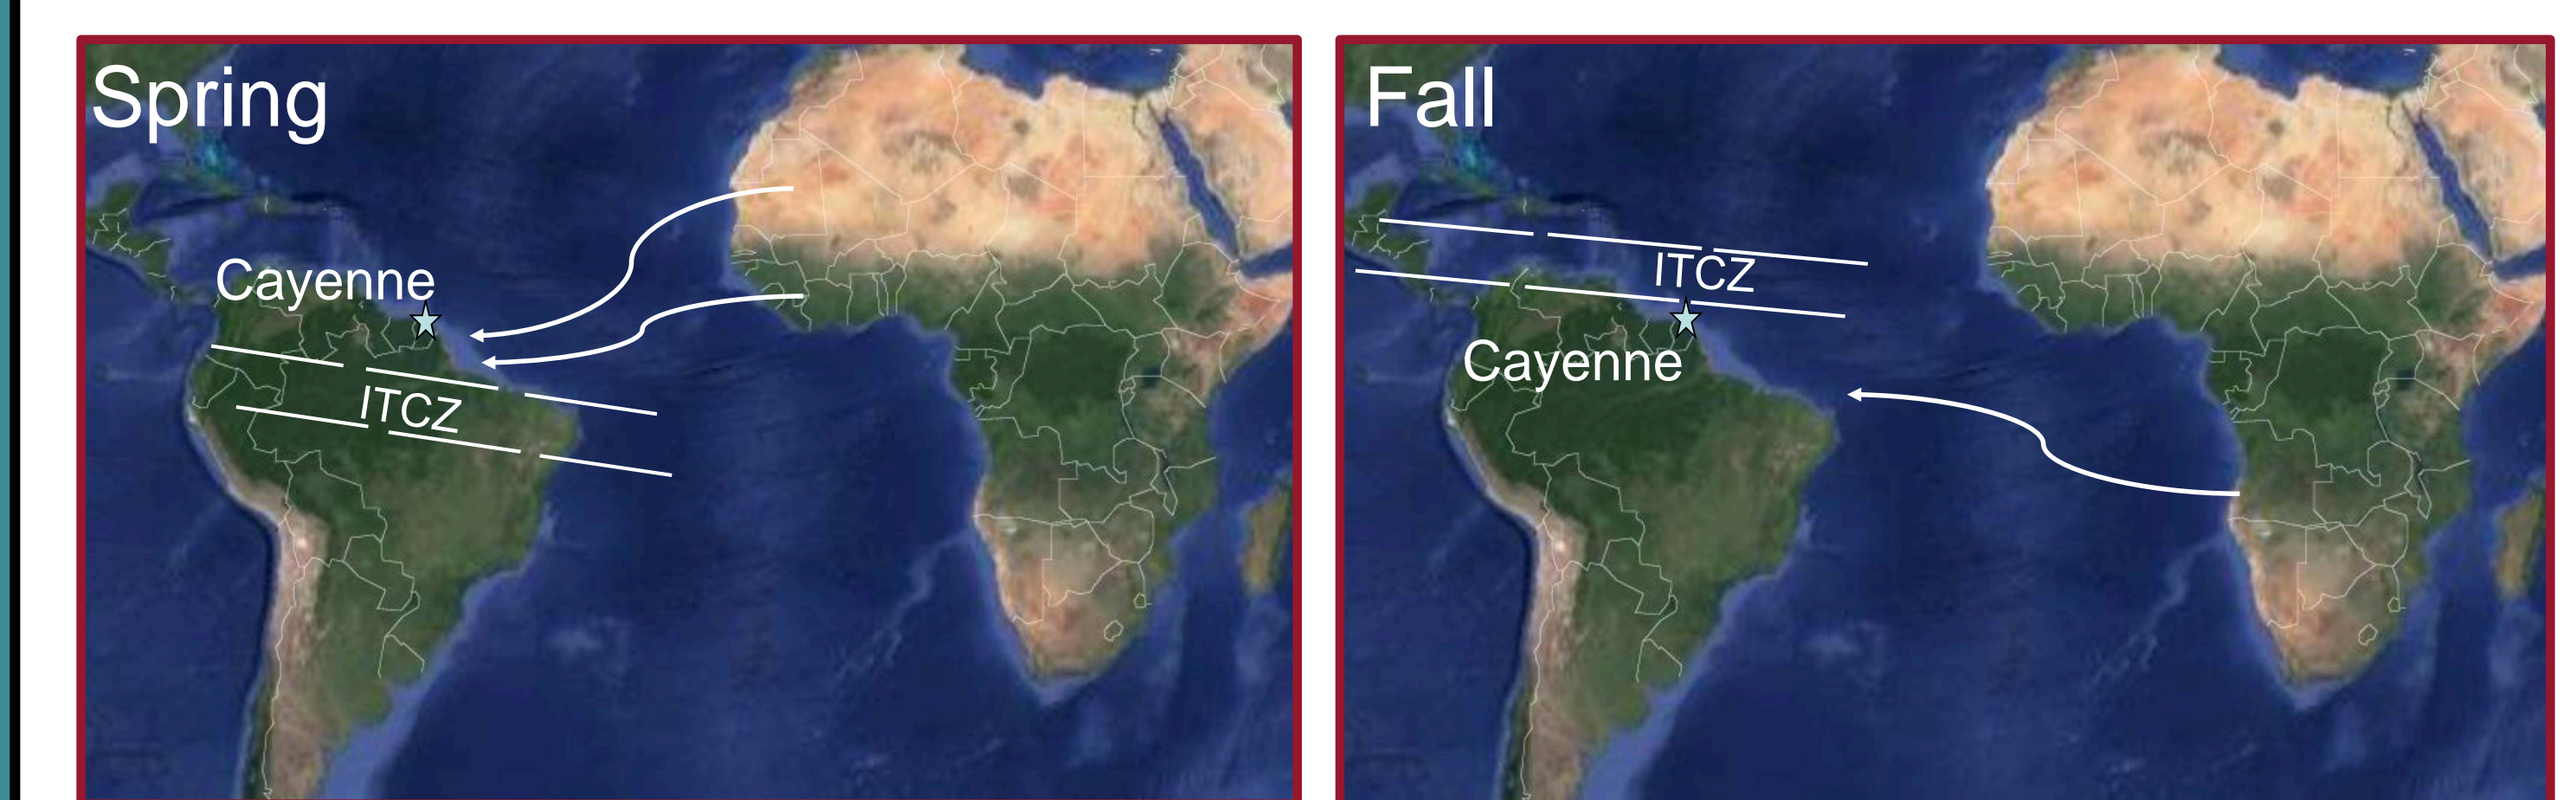 Spring
Cayenne
ITCZ
Fall
ITCZ
Cayenne